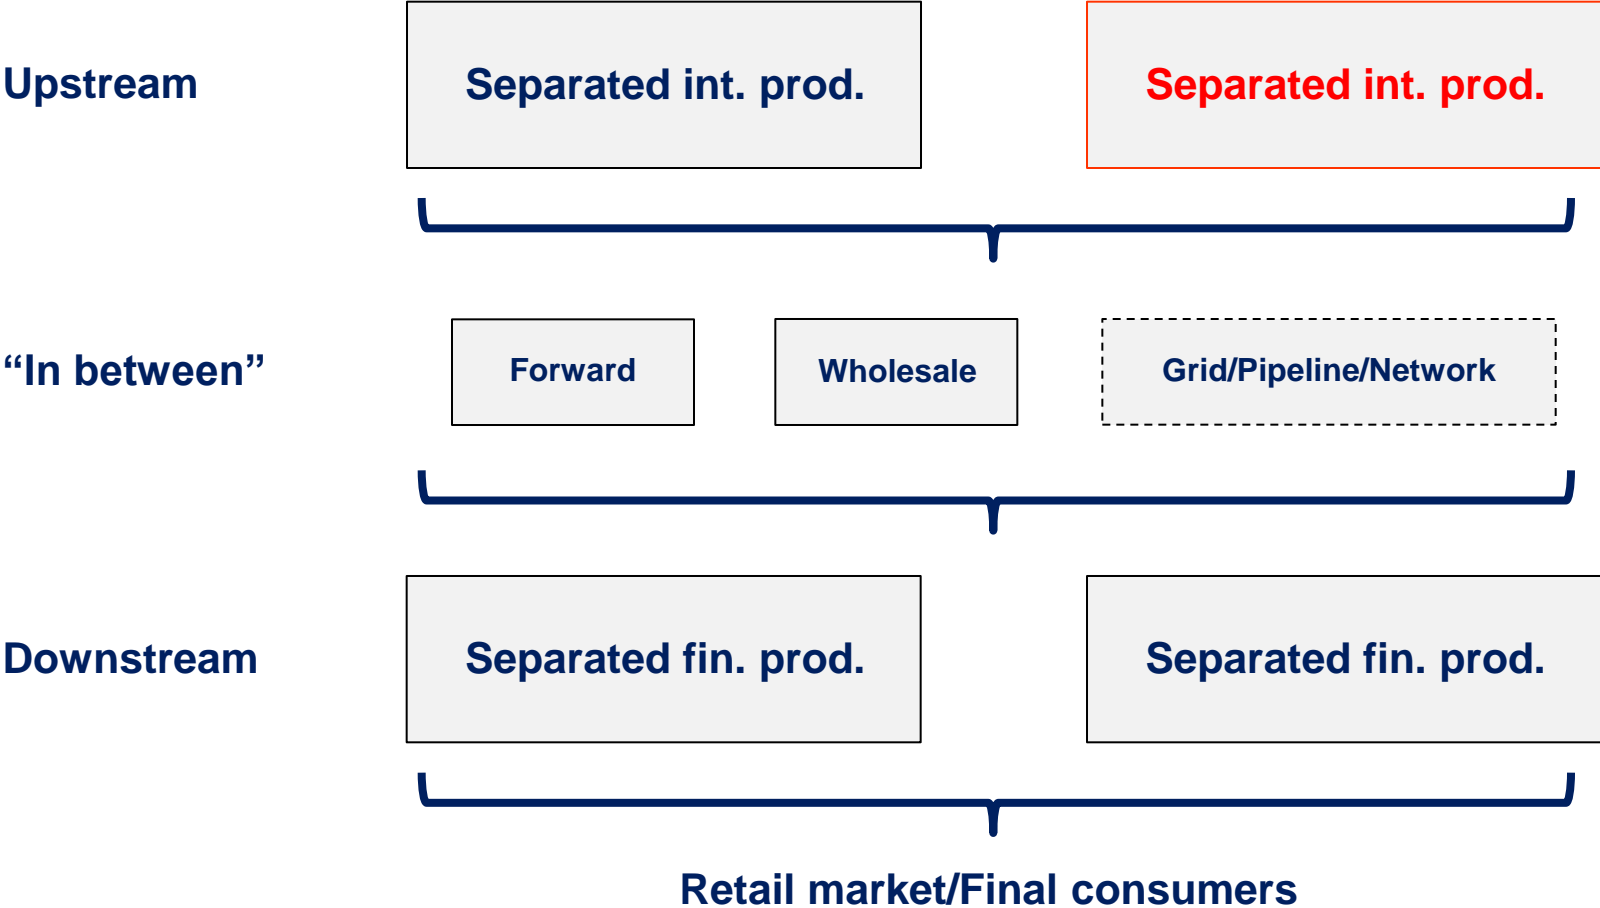 Upstream
Separated int. prod.
Separated int. prod.
“In between”
Forward
Wholesale
Grid/Pipeline/Network
Downstream
Separated fin. prod.
Separated fin. prod.
Retail market/Final consumers